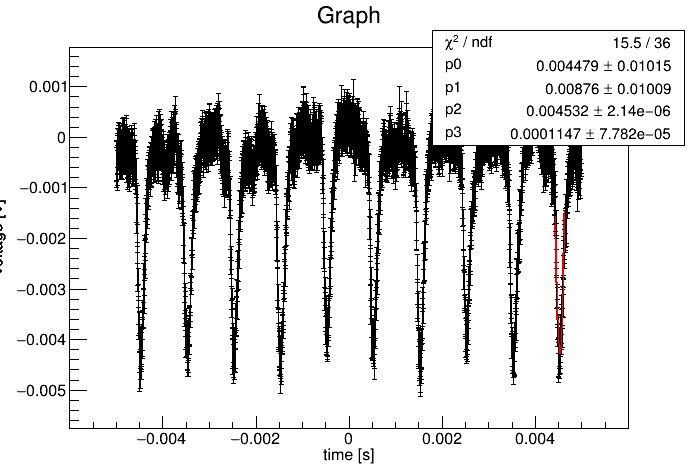 Graph
χ² / ndf 15.5 / 36
p0 0.004479 ± 0.01015
p1 0.00876 ± 0.01009
p2 0.004532 ± 2.14e−06
p3 0.0001147 ± 7.782e−05
0.001
0
−0.001
−0.002
−0.003
−0.004
−0.005
−0.004 −0.002 0 0.002 0.004
time [s]